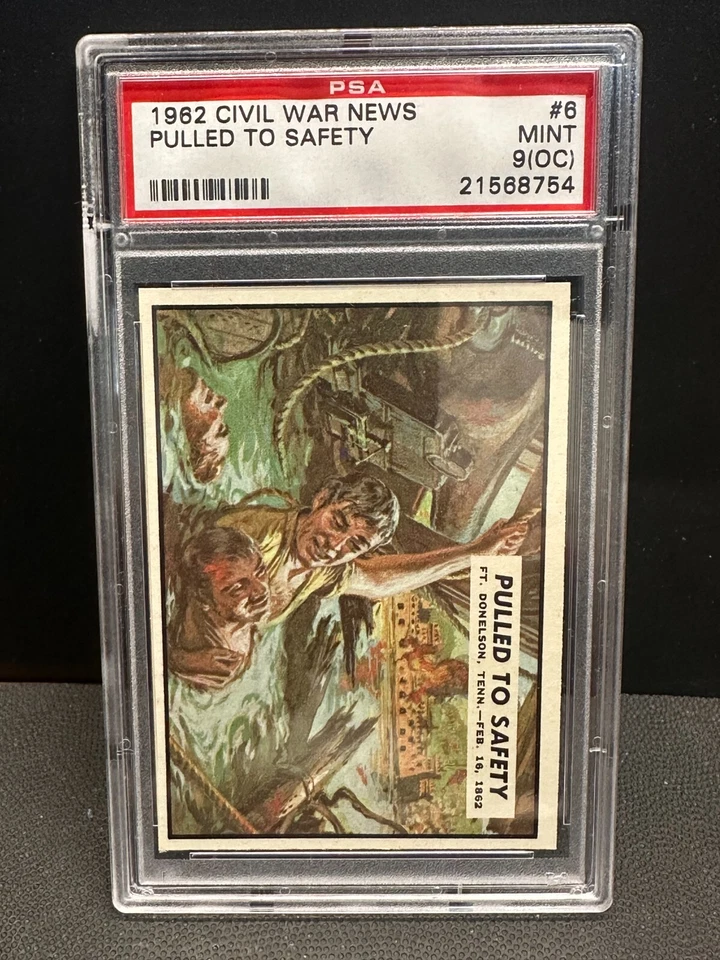 PSA
1962 CIVIL WAR NEWS #6
PULLED TO SAFETY MINT
9(OC)
21568754
PULLED TO SAFETY
FT. DONELSON, TENN.—FEB. 16, 1862